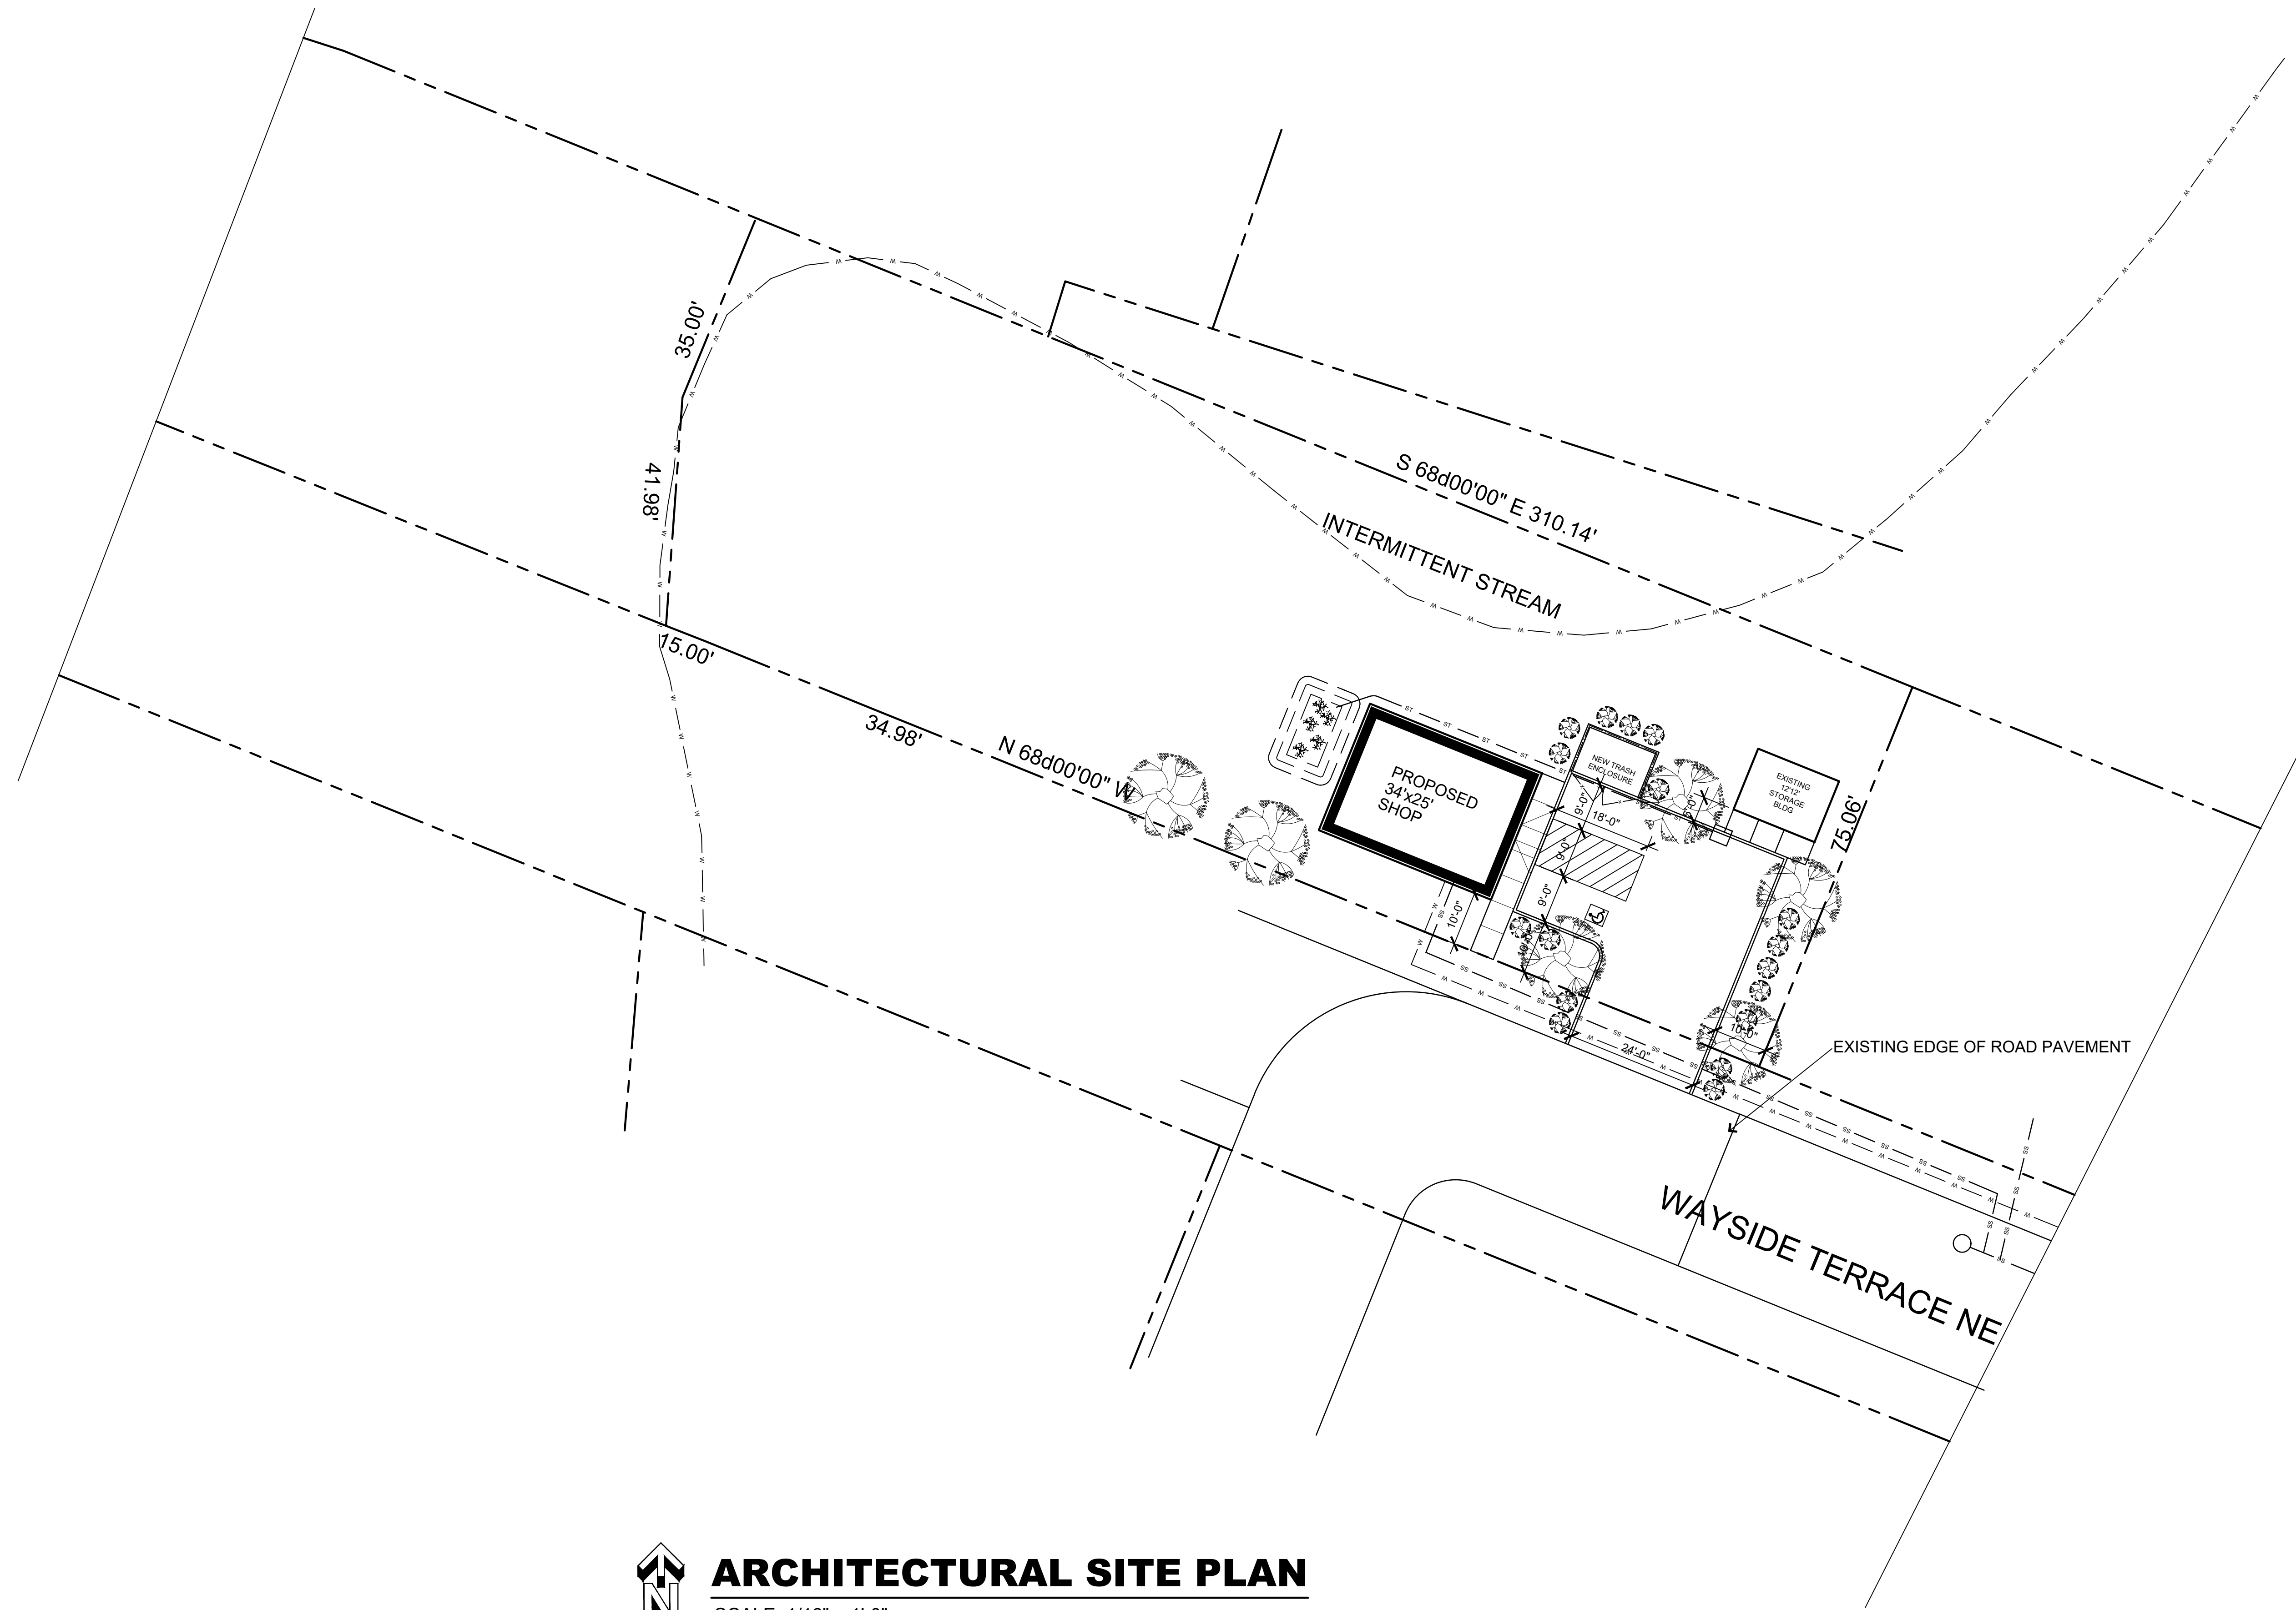 35.00'
41.98'
S 68d00'00" E 310.14'
INTERMITTENT STREAM
15.00'
34.98'
N 68d00'00" W
PROPOSED
34'x25'
SHOP
NEW TRASH
ENCLOSURE
EXISTING
12'12'
STORAGE
BLDG
75.06'
9'-0"
18'-0"
9'-0"
9'-0"
10'-0"
10'-0"
24'-0"
EXISTING EDGE OF ROAD PAVEMENT
WAYSIDE TERRACE NE
N
ARCHITECTURAL SITE PLAN